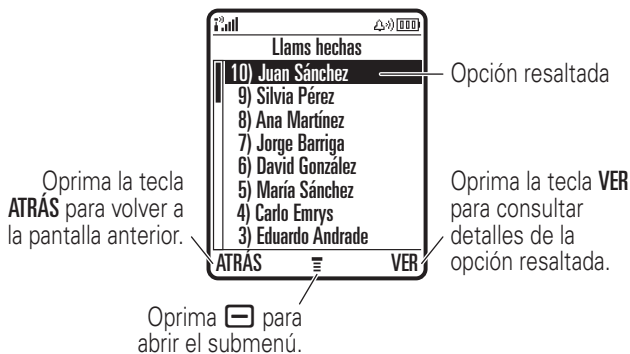 Llams hechas
10) Juan Sánchez
9) Silvia Pérez
8) Ana Martínez
7) Jorge Barriga
6) David González
5) María Sánchez
4) Carlo Emrys
3) Eduardo Andrade
ATRÁS
VER
Opción resaltada
Oprima la tecla
ATRÁS para volver a
la pantalla anterior.
Oprima la tecla VER
para consultar
detalles de la
opción resaltada.
Oprima para
abrir el submenú.